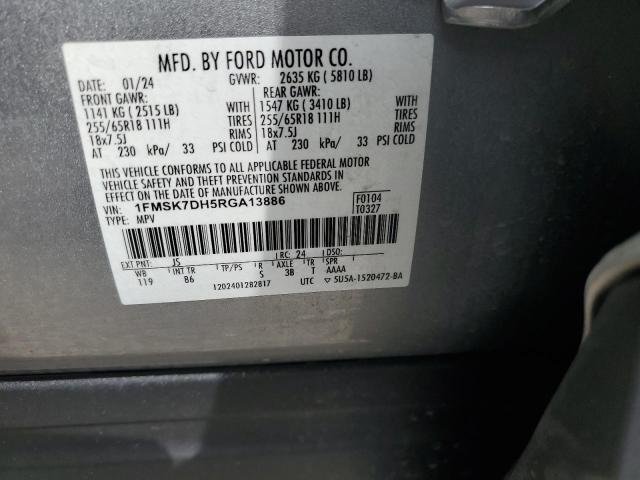 MFD. BY FORD MOTOR CO.
DATE: 01/24 GVWR: 2635 KG ( 5810 LB)
FRONT GAWR: REAR GAWR:
1141 KG ( 2515 LB) WITH 1547 KG ( 3410 LB) WITH
255/65R18 111H TIRES 255/65R18 111H TIRES
18x7.5J RIMS 18x7.5J RIMS
AT 230 kPa/ 33 PSI COLD AT 230 kPa/ 33 PSI COLD
THIS VEHICLE CONFORMS TO ALL APPLICABLE FEDERAL MOTOR
VEHICLE SAFETY AND THEFT PREVENTION STANDARDS IN
EFFECT ON THE DATE OF MANUFACTURE SHOWN ABOVE.
VIN: 1FMSK7DH5RGA13886 F0104
TYPE: MPV T0327
EXT PNT: JS RC: 24 DSO:
WB INT TR TP/PS R AXLE TR SPR
119 86 S 3B T AAAA
1202401282817 UTC ▽ 5U5A-1520472-BA